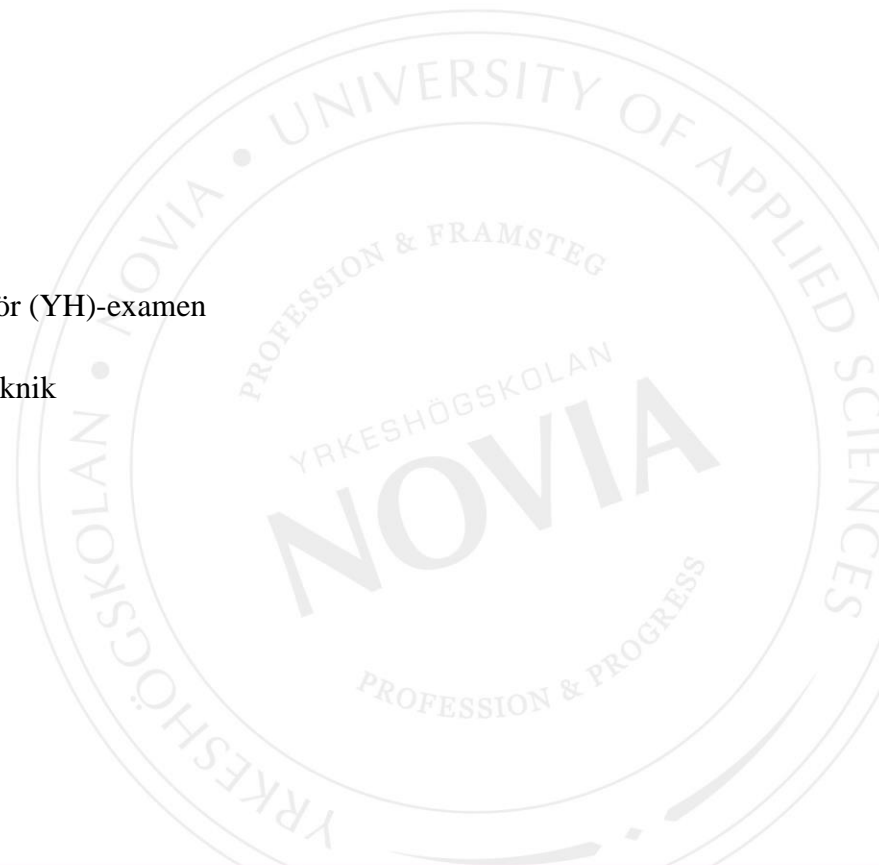 ör (YH)-examen
knik
YRKESHÖGSKOLAN • NOVIA • UNIVERSITY OF APPLIED SCIENCES
PROFESSION & FRAMSTEG
YRKESHÖGSKOLAN
NOVIA
PROFESSION & PROGRESS